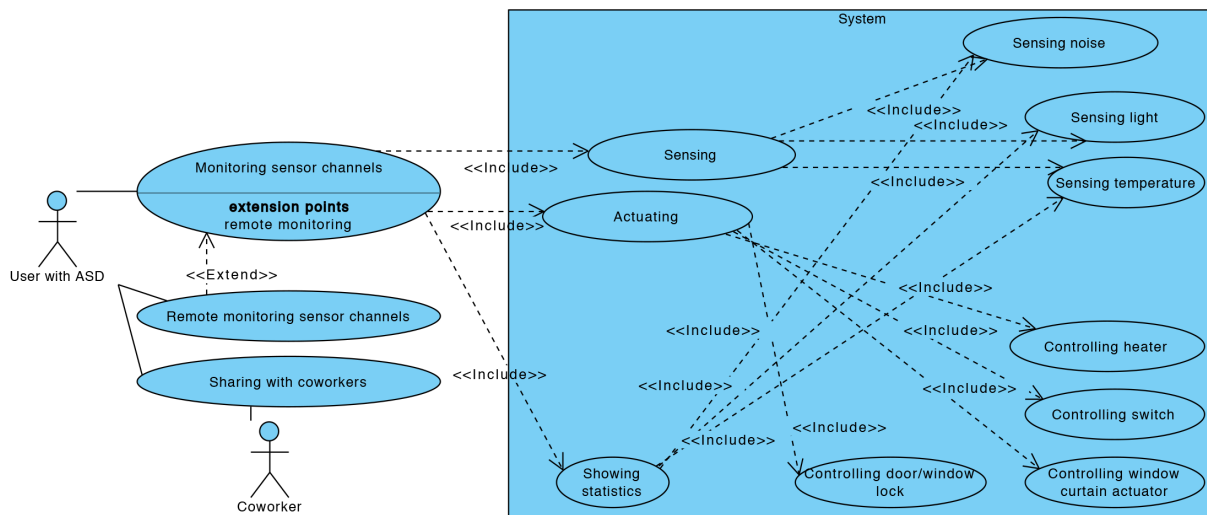 System
Sensing noise
<<Include>>
Sensing light
<<Include>>
Monitoring sensor channels
<<Include>>
Sensing
<<Include>>
Sensing temperature
extension points
remote monitoring
<<Include>>
Actuating
<<Include>>
User with ASD
<<Extend>>
<<Include>>
Remote monitoring sensor channels
<<Include>>
<<Include>>
<<Include>>
Controlling heater
Sharing with coworkers
<<Include>>
<<Include>>
<<Include>>
Controlling switch
<<Include>>
<<Include>>
Showing
statistics
Controlling door/window
lock
Controlling window
curtain actuator
Coworker